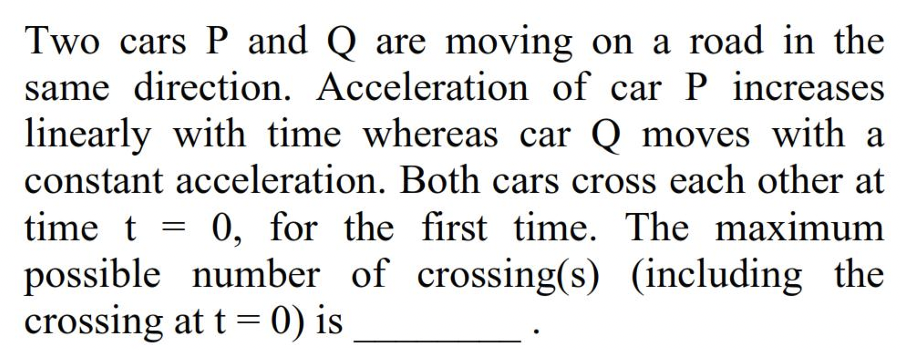 Two cars P and Q are moving on a road in the
same direction. Acceleration of car P increases
linearly with time whereas car Q moves with a
constant acceleration. Both cars cross each other at
time t = 0, for the first time. The maximum
possible number of crossing(s) (including the
crossing at t = 0) is ________ .